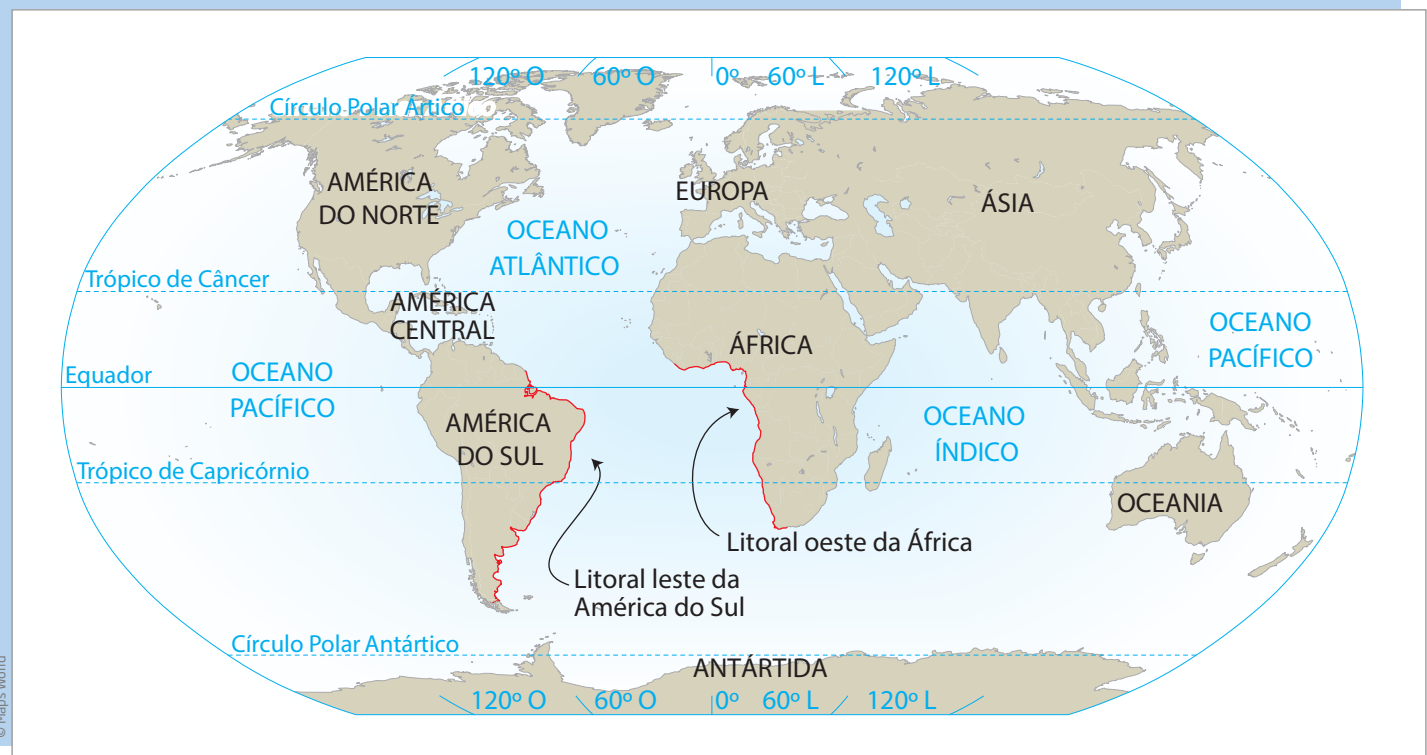 120º O 60º O 0º 60º L 120º L
Círculo Polar Ártico
AMÉRICA
DO NORTE
EUROPA
ÁSIA
OCEANO
ATLÂNTICO
Trópico de Câncer
AMÉRICA
CENTRAL
ÁFRICA
OCEANO
PACÍFICO
Equador
OCEANO
PACÍFICO
AMÉRICA
DO SUL
OCEANO
ÍNDICO
Trópico de Capricórnio
OCEANIA
Litoral oeste da África
Litoral leste da
América do Sul
Círculo Polar Antártico
ANTÁRTIDA
120º O 60º O 0º 60º L 120º L
© Maps World